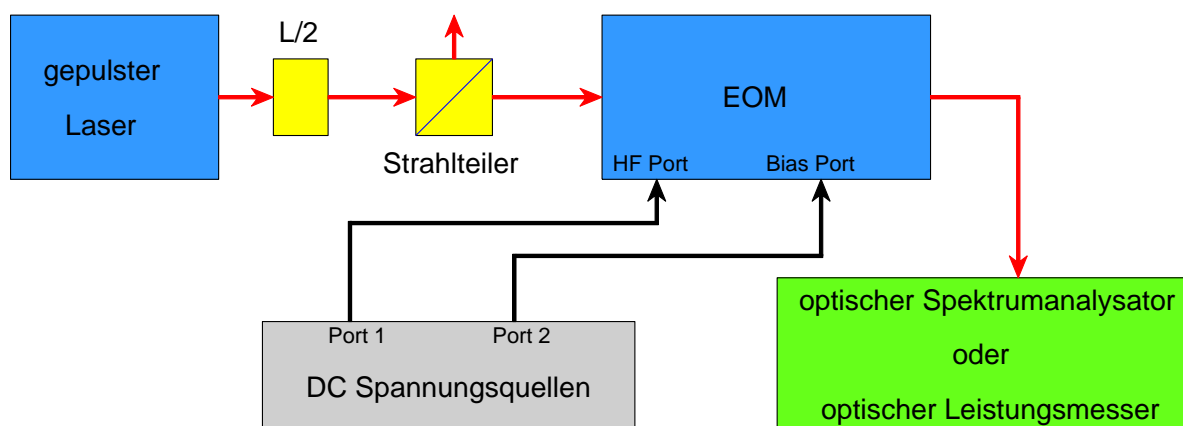 gepulster
Laser
L/2
Strahlteiler
EOM
HF Port
Bias Port
Port 1
Port 2
DC Spannungsquellen
optischer Spektrumanalysator
oder
optischer Leistungsmesser